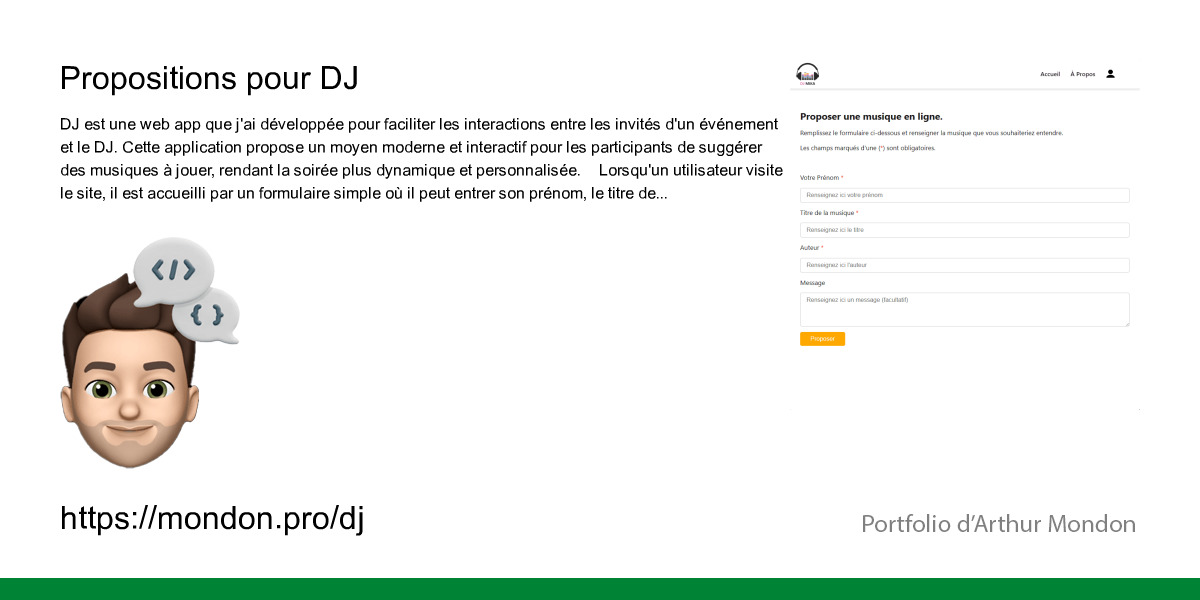 Propositions pour DJ
DJ est une web app que j'ai développée pour faciliter les interactions entre les invités d'un événement
et le DJ. Cette application propose un moyen moderne et interactif pour les participants de suggérer
des musiques à jouer, rendant la soirée plus dynamique et personnalisée. Lorsqu'un utilisateur visite
le site, il est accueilli par un formulaire simple où il peut entrer son prénom, le titre de...
</>
{ }
https://mondon.pro/dj
MIKA
Accueil À Propos
Proposer une musique en ligne.
Remplissez le formulaire ci-dessous et renseigner la musique que vous souhaiteriez entendre.
Les champs marqués d'une (*) sont obligatoires.
Votre Prénom *
Renseignez ici votre prénom
Titre de la musique *
Renseignez ici le titre
Auteur *
Renseignez ici l'auteur
Message
Renseignez ici un message (facultatif)
Proposer
Portfolio d’Arthur Mondon